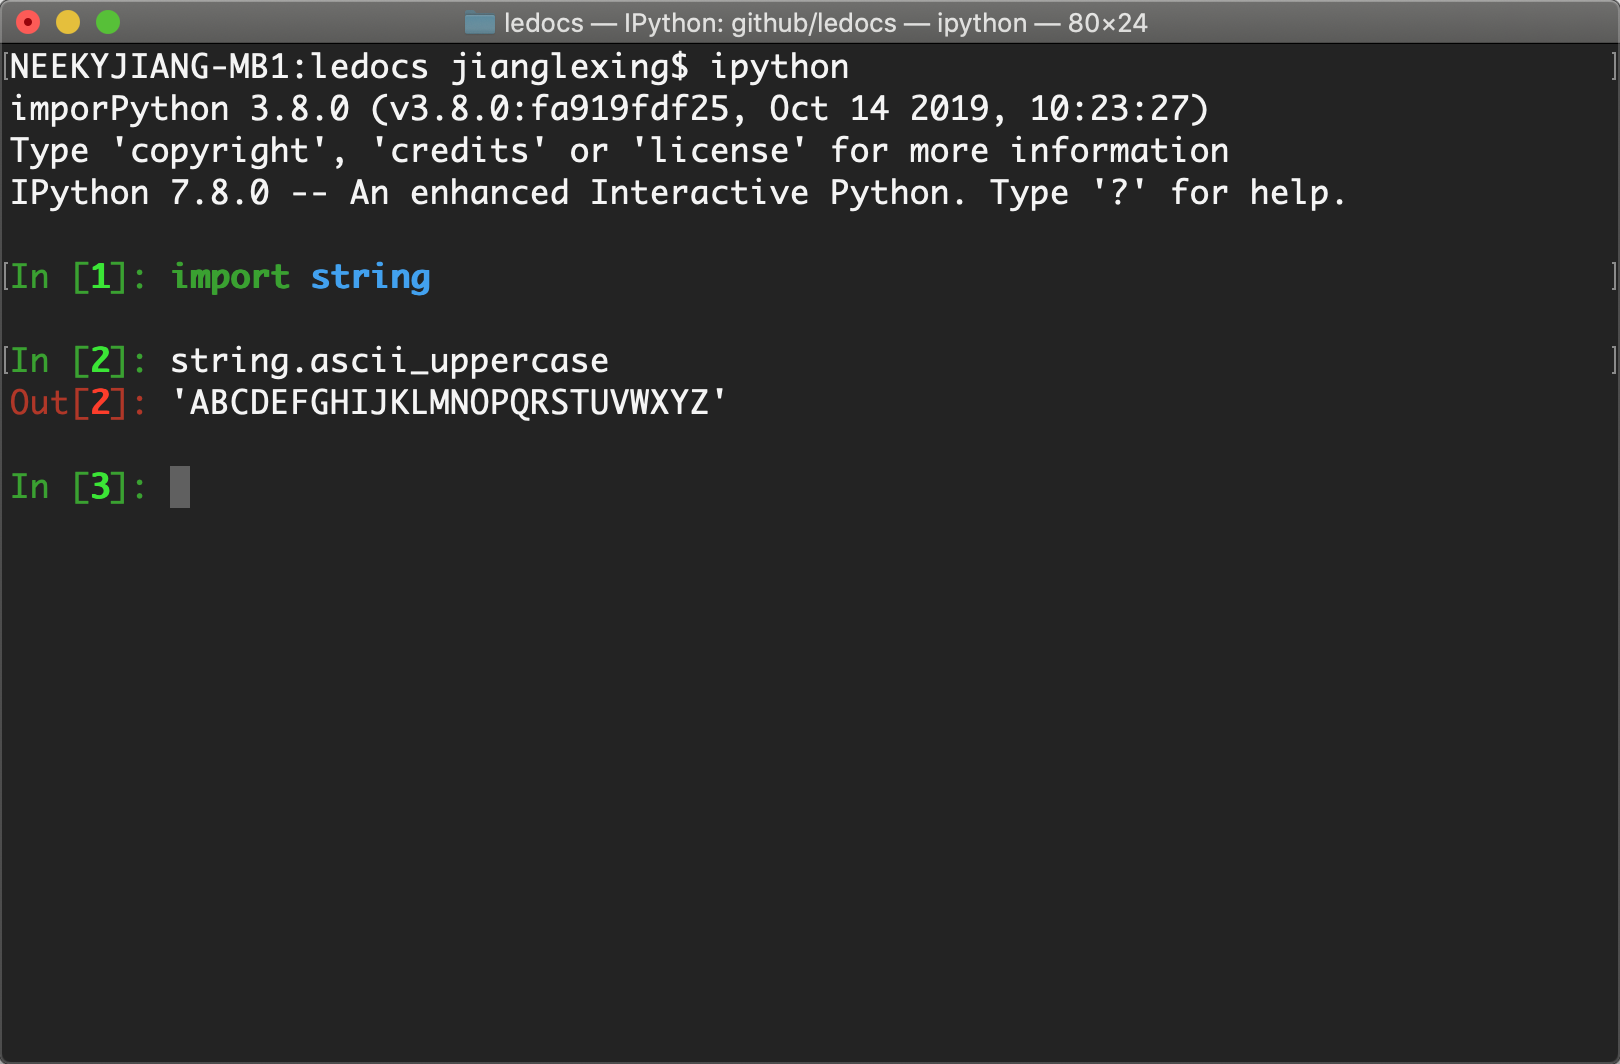 ledocs — IPython: github/ledocs — ipython — 80×24
[NEEKYJIANG-MB1:ledocs jianglexing$ ipython ]
imporPython 3.8.0 (v3.8.0:fa919fdf25, Oct 14 2019, 10:23:27)
Type 'copyright', 'credits' or 'license' for more information
IPython 7.8.0 -- An enhanced Interactive Python. Type '?' for help.
[In [1]: import string ]
[In [2]: string.ascii_uppercase ]
Out[2]: 'ABCDEFGHIJKLMNOPQRSTUVWXYZ'
In [3]: